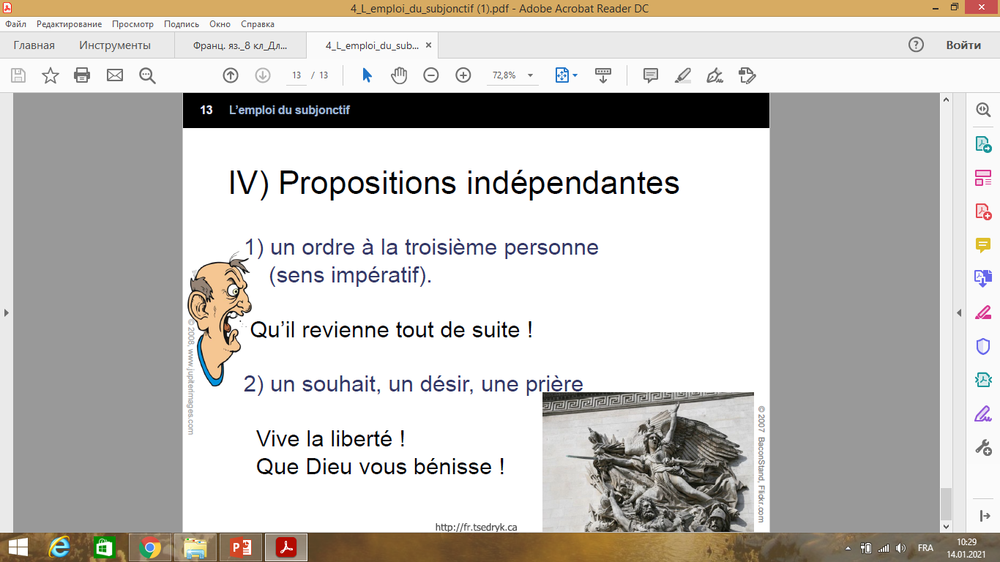 4_L_emploi_du_subjonctif (1).pdf - Adobe Acrobat Reader DC
Файл Редактирование Просмотр Подпись Окно Справка
Главная Инструменты Франц. яз._8 кл_Дл... 4_L_emploi_du_sub... × Войти
13 / 13 72,8%
13 L'emploi du subjonctif
IV) Propositions indépendantes
1) un ordre à la troisième personne
(sens impératif).
Qu'il revienne tout de suite !
2) un souhait, un désir, une prière
Vive la liberté !
Que Dieu vous bénisse !
© 2008, www.jupiterimages.com
© 2007 BaconStand, Flickr.com
http://fr.tsedryk.ca
FRA
10:29
14.01.2021